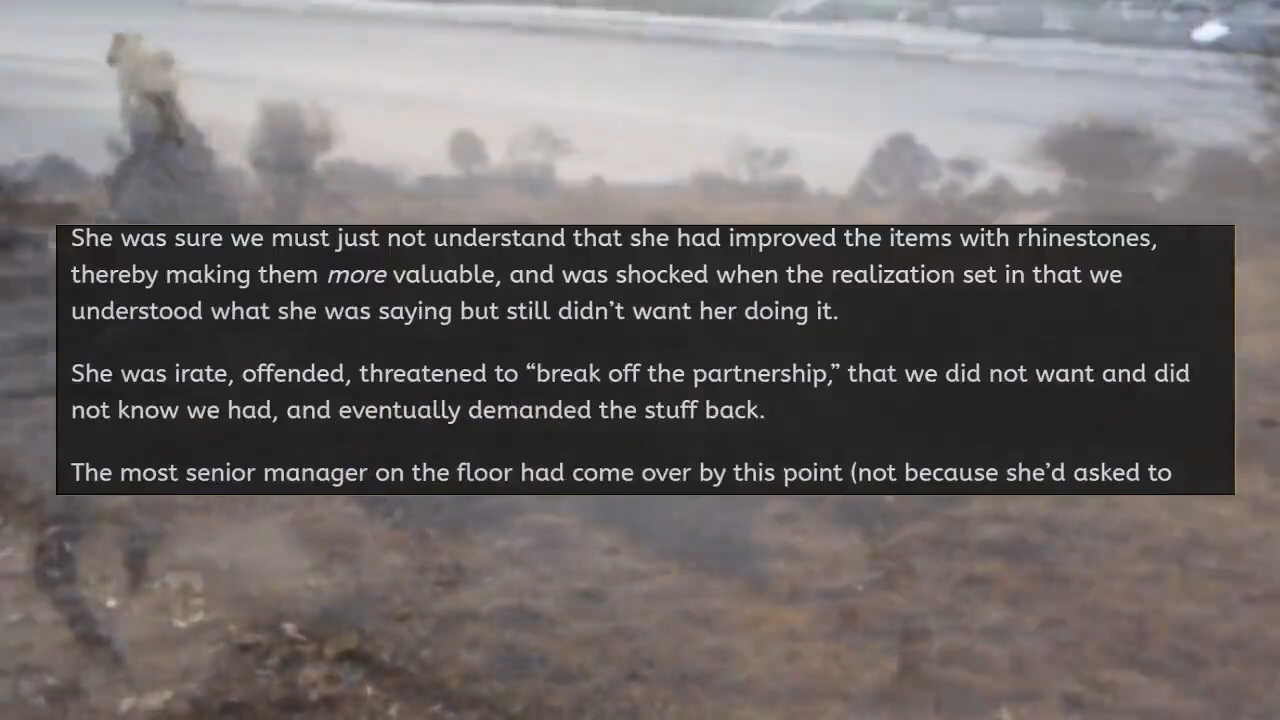 She was sure we must just not understand that she had improved the items with rhinestones,
thereby making them more valuable, and was shocked when the realization set in that we
understood what she was saying but still didn’t want her doing it.
She was irate, offended, threatened to “break off the partnership,” that we did not want and did
not know we had, and eventually demanded the stuff back.
The most senior manager on the floor had come over by this point (not because she’d asked to